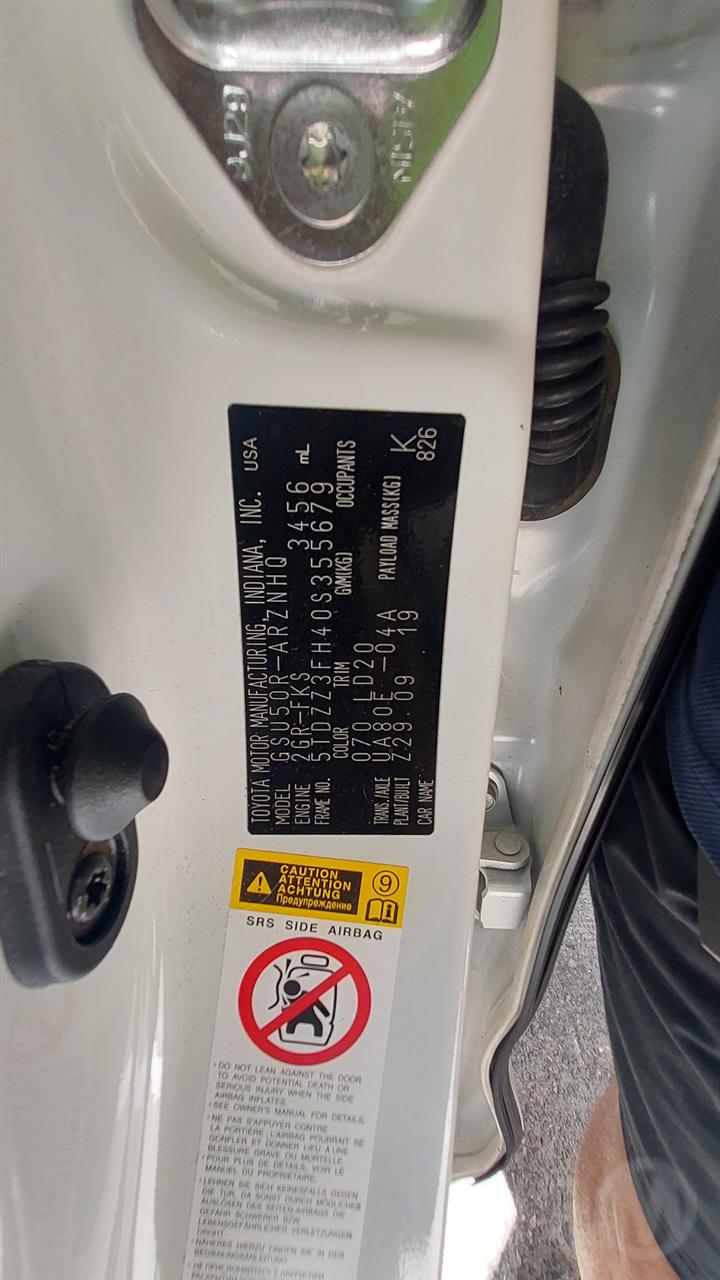 AISIN
9J29
TOYOTA MOTOR MANUFACTURING, INDIANA, INC. USA
MODEL GSU50R-ARZNHQ
ENGINE 2GR-FKS 3456 mL
FRAME NO. 5TDZZ3FH40S355679
COLOR TRIM GVM(KG) OCCUPANTS
070 LD20
TRANS.AXLE UA80E -04A PAYLOAD MASS(KG)
PLANT/BUILT Z29.09 19 K
CAR NAME 826
CAUTION
ATTENTION
ACHTUNG
Предупреждение
9
i
SRS SIDE AIRBAG
•DO NOT LEAN AGAINST THE DOOR
TO AVOID POTENTIAL DEATH OR
SERIOUS INJURY WHEN THE SIDE
AIRBAG INFLATES.
•SEE OWNER'S MANUAL FOR DETAILS.
•NE PAS S'APPUYER CONTRE
LA PORTIÈRE: L'AIRBAG POURRAIT SE
GONFLER ET DONNER LIEU À UNE
BLESSURE GRAVE OU MORTELLE.
•POUR PLUS DE DÉTAILS, VOIR LE
MANUEL DU PROPRIÉTAIRE.
•LEHNEN SIE SICH KEINESFALLS GEGEN
DIE TÜR, DA SONST DURCH MÖGLICHES
AUSLÖSEN DES SEITEN-AIRBAGS DIE
GEFAHR SCHWERER BZW.
LEBENSGEFÄHRLICHER VERLETZUNGEN
DROHT.
•NÄHERES HIERZU FINDEN SIE IN DER
BEDIENUNGSANLEITUNG.